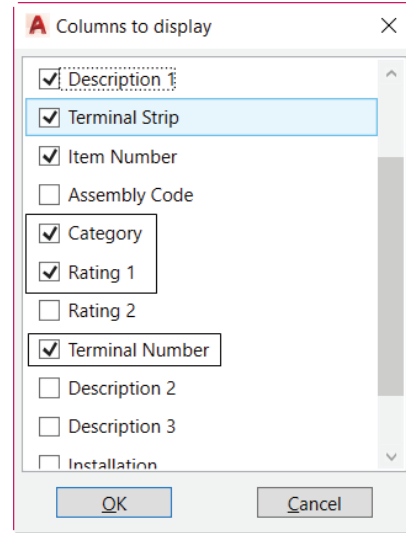 Columns to display
Description 1
Terminal Strip
Item Number
Assembly Code
Category
Rating 1
Rating 2
Terminal Number
Description 2
Description 3
Installation
OK Cancel